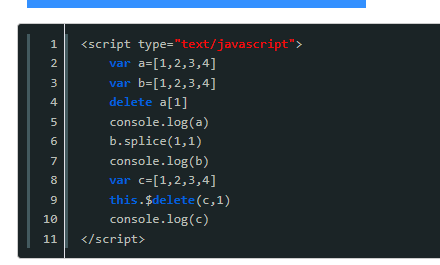 1 <script type="text/javascript">
2 var a=[1,2,3,4]
3 var b=[1,2,3,4]
4 delete a[1]
5 console.log(a)
6 b.splice(1,1)
7 console.log(b)
8 var c=[1,2,3,4]
9 this.$delete(c,1)
10 console.log(c)
11 </script>